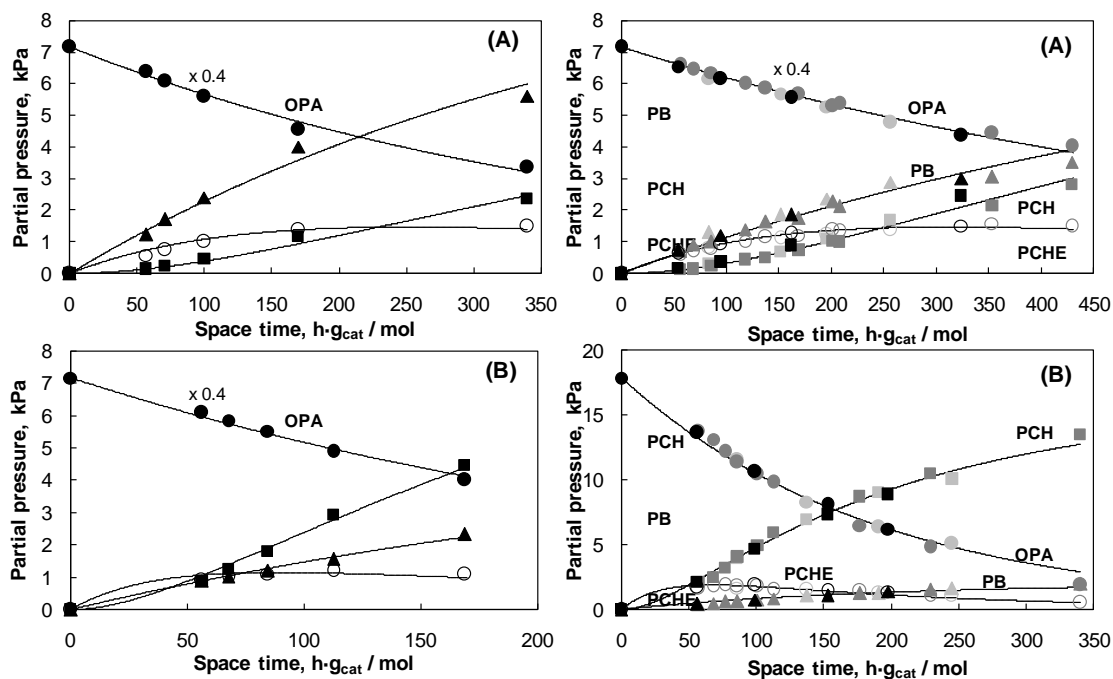 8
7
6
5
4
3
2
1
0
Partial pressure, kPa
(A)
x 0.4
OPA
0 50 100 150 200 250 300 350
Space time, h·gcat / mol
8
7
6
5
4
3
2
1
0
Partial pressure, kPa
(A)
x 0.4
OPA
PB
PB
PCH
PCH
PCHE
PCHE
0 50 100 150 200 250 300 350 400 450
Space time, h·gcat / mol
8
7
6
5
4
3
2
1
0
Partial pressure, kPa
(B)
x 0.4
OPA
0 50 100 150 200
Space time, h·gcat / mol
20
15
10
5
0
Partial pressure, kPa
(B)
PCH
PCH
PB
OPA
PCHE
PB
PCHE
0 50 100 150 200 250 300 350
Space time, h·gcat / mol